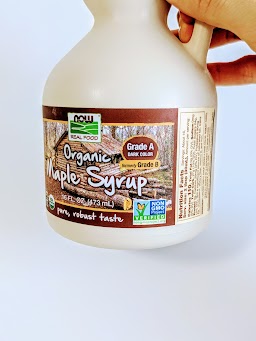 now
REAL FOOD
Grade A
DARK COLOR
Formerly Grade B
Organic
Maple Syrup
16 FL. OZ. (473 mL)
pure, robust taste
USDA
NON
GMO
Project
VERIFIED
Nutrition Facts